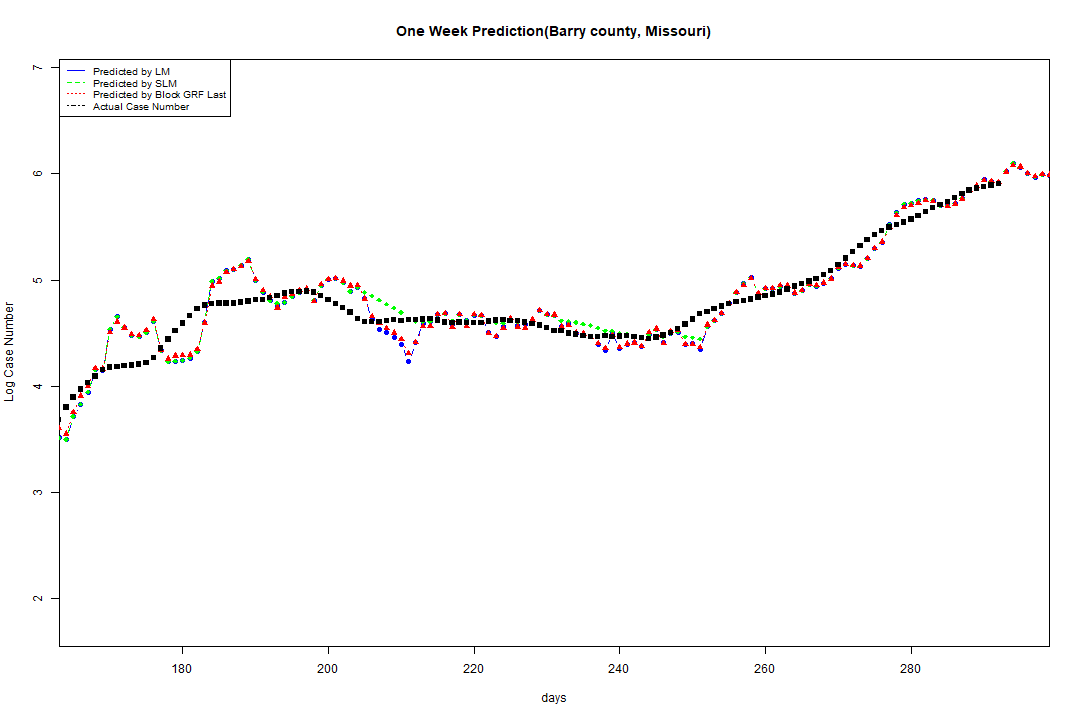 One Week Prediction(Barry county, Missouri)
Predicted by LM
Predicted by SLM
Predicted by Block GRF Last
Actual Case Number
7
6
5
4
3
2
Log Case Number
180 200 220 240 260 280
days